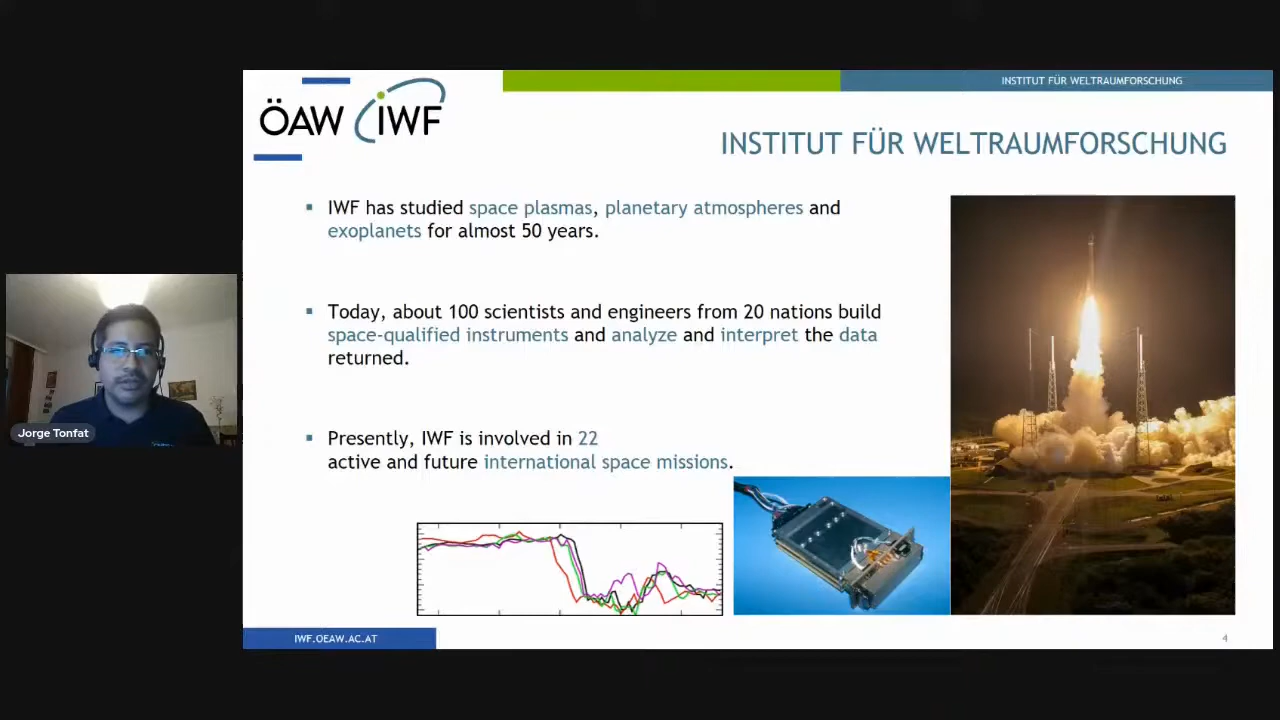 INSTITUT FÜR WELTRAUMFORSCHUNG
ÖAW IWF
INSTITUT FÜR WELTRAUMFORSCHUNG
IWF has studied space plasmas, planetary atmospheres and
exoplanets for almost 50 years.
Today, about 100 scientists and engineers from 20 nations build
space-qualified instruments and analyze and interpret the data
returned.
Presently, IWF is involved in 22
active and future international space missions.
Jorge Tonfat
IWF.OEAW.AC.AT
4